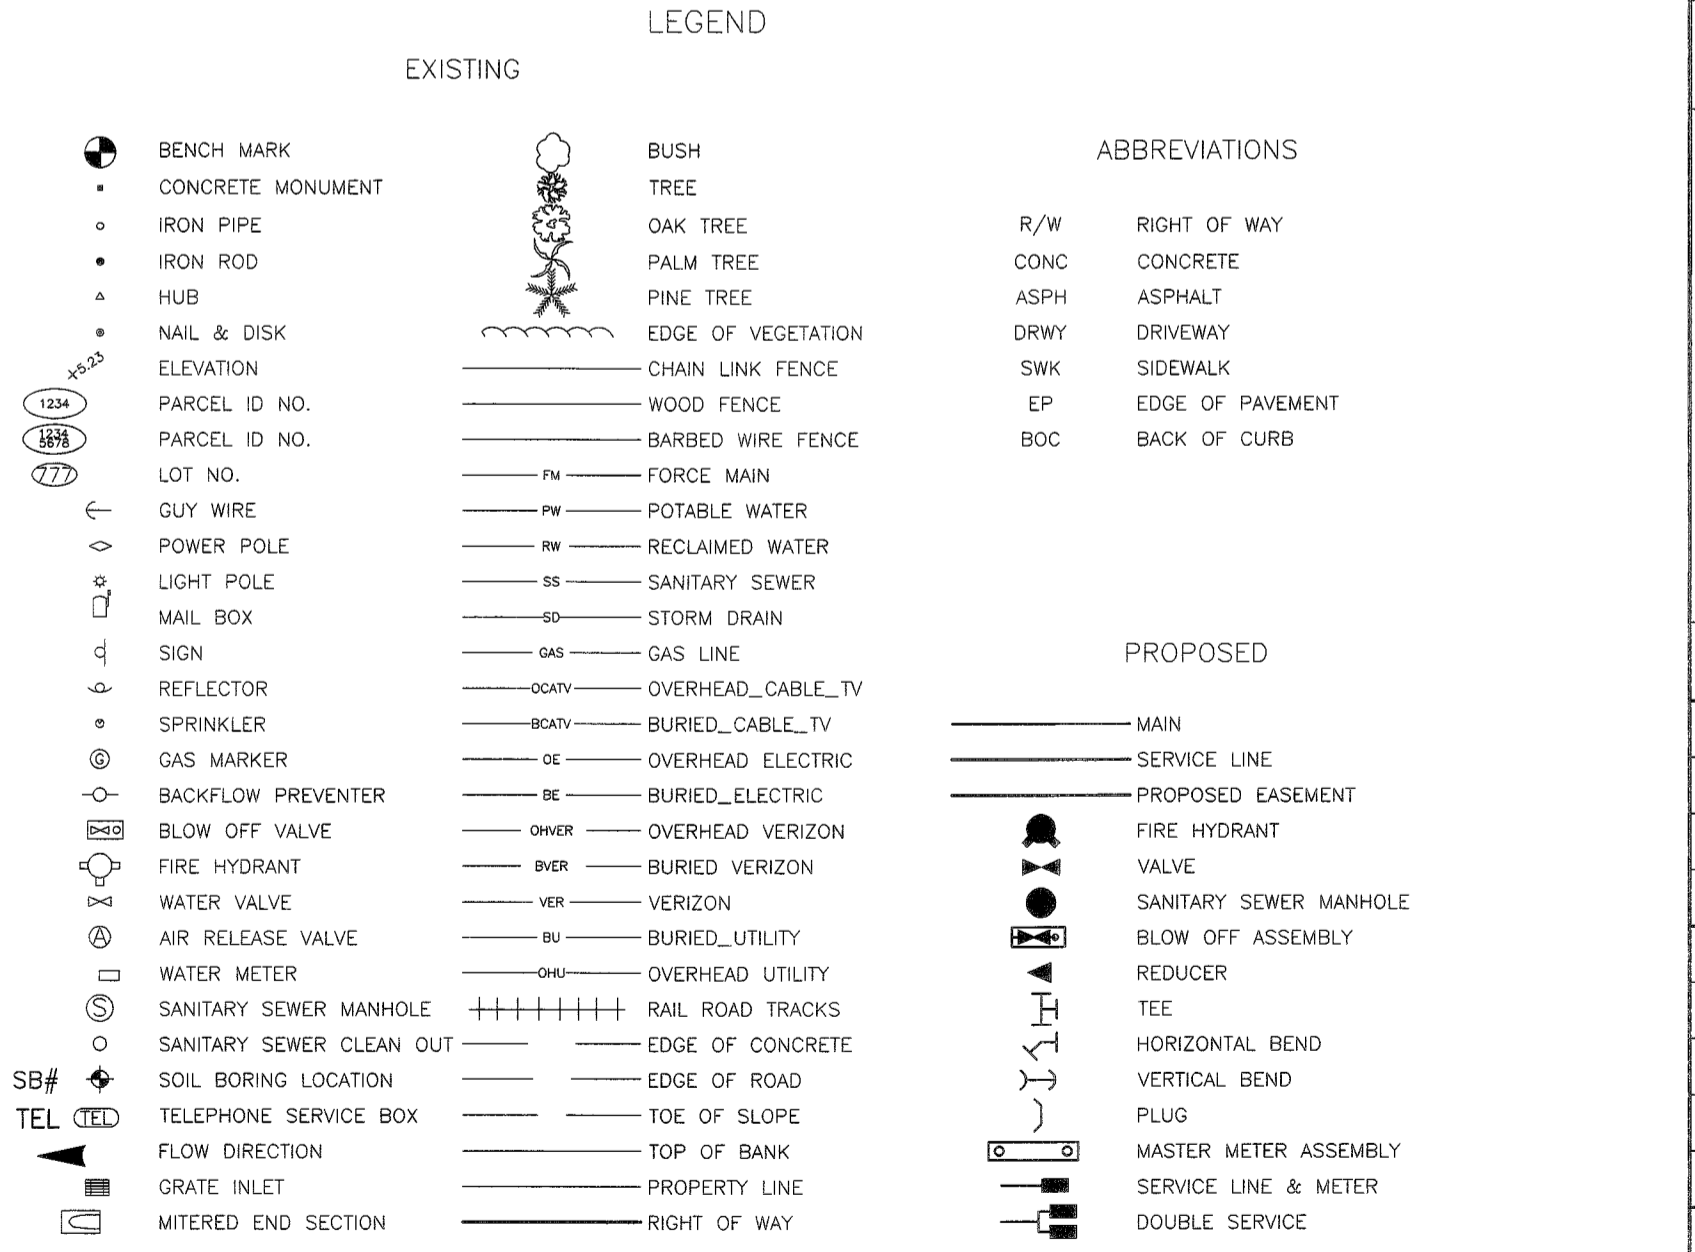 LEGEND
EXISTING
BENCH MARK
CONCRETE MONUMENT
IRON PIPE
IRON ROD
HUB
NAIL & DISK
+5.23 ELEVATION
1234 PARCEL ID NO.
1234 5678 PARCEL ID NO.
777 LOT NO.
GUY WIRE
POWER POLE
LIGHT POLE
MAIL BOX
SIGN
REFLECTOR
SPRINKLER
G GAS MARKER
BACKFLOW PREVENTER
BLOW OFF VALVE
FIRE HYDRANT
WATER VALVE
A AIR RELEASE VALVE
WATER METER
S SANITARY SEWER MANHOLE
SANITARY SEWER CLEAN OUT
SB# SOIL BORING LOCATION
TEL TEL TELEPHONE SERVICE BOX
FLOW DIRECTION
GRATE INLET
MITERED END SECTION
BUSH
TREE
OAK TREE
PALM TREE
PINE TREE
EDGE OF VEGETATION
CHAIN LINK FENCE
WOOD FENCE
BARBED WIRE FENCE
FM FORCE MAIN
PW POTABLE WATER
RW RECLAIMED WATER
SS SANITARY SEWER
SD STORM DRAIN
GAS GAS LINE
OCATV OVERHEAD_CABLE_TV
BCATV BURIED_CABLE_TV
OE OVERHEAD ELECTRIC
BE BURIED_ELECTRIC
OHVER OVERHEAD VERIZON
BVER BURIED VERIZON
VER VERIZON
BU BURIED_UTILITY
OHU OVERHEAD UTILITY
RAIL ROAD TRACKS
EDGE OF CONCRETE
EDGE OF ROAD
TOE OF SLOPE
TOP OF BANK
PROPERTY LINE
RIGHT OF WAY
ABBREVIATIONS
R/W RIGHT OF WAY
CONC CONCRETE
ASPH ASPHALT
DRWY DRIVEWAY
SWK SIDEWALK
EP EDGE OF PAVEMENT
BOC BACK OF CURB
PROPOSED
MAIN
SERVICE LINE
PROPOSED EASEMENT
FIRE HYDRANT
VALVE
SANITARY SEWER MANHOLE
BLOW OFF ASSEMBLY
REDUCER
TEE
HORIZONTAL BEND
VERTICAL BEND
PLUG
MASTER METER ASSEMBLY
SERVICE LINE & METER
DOUBLE SERVICE